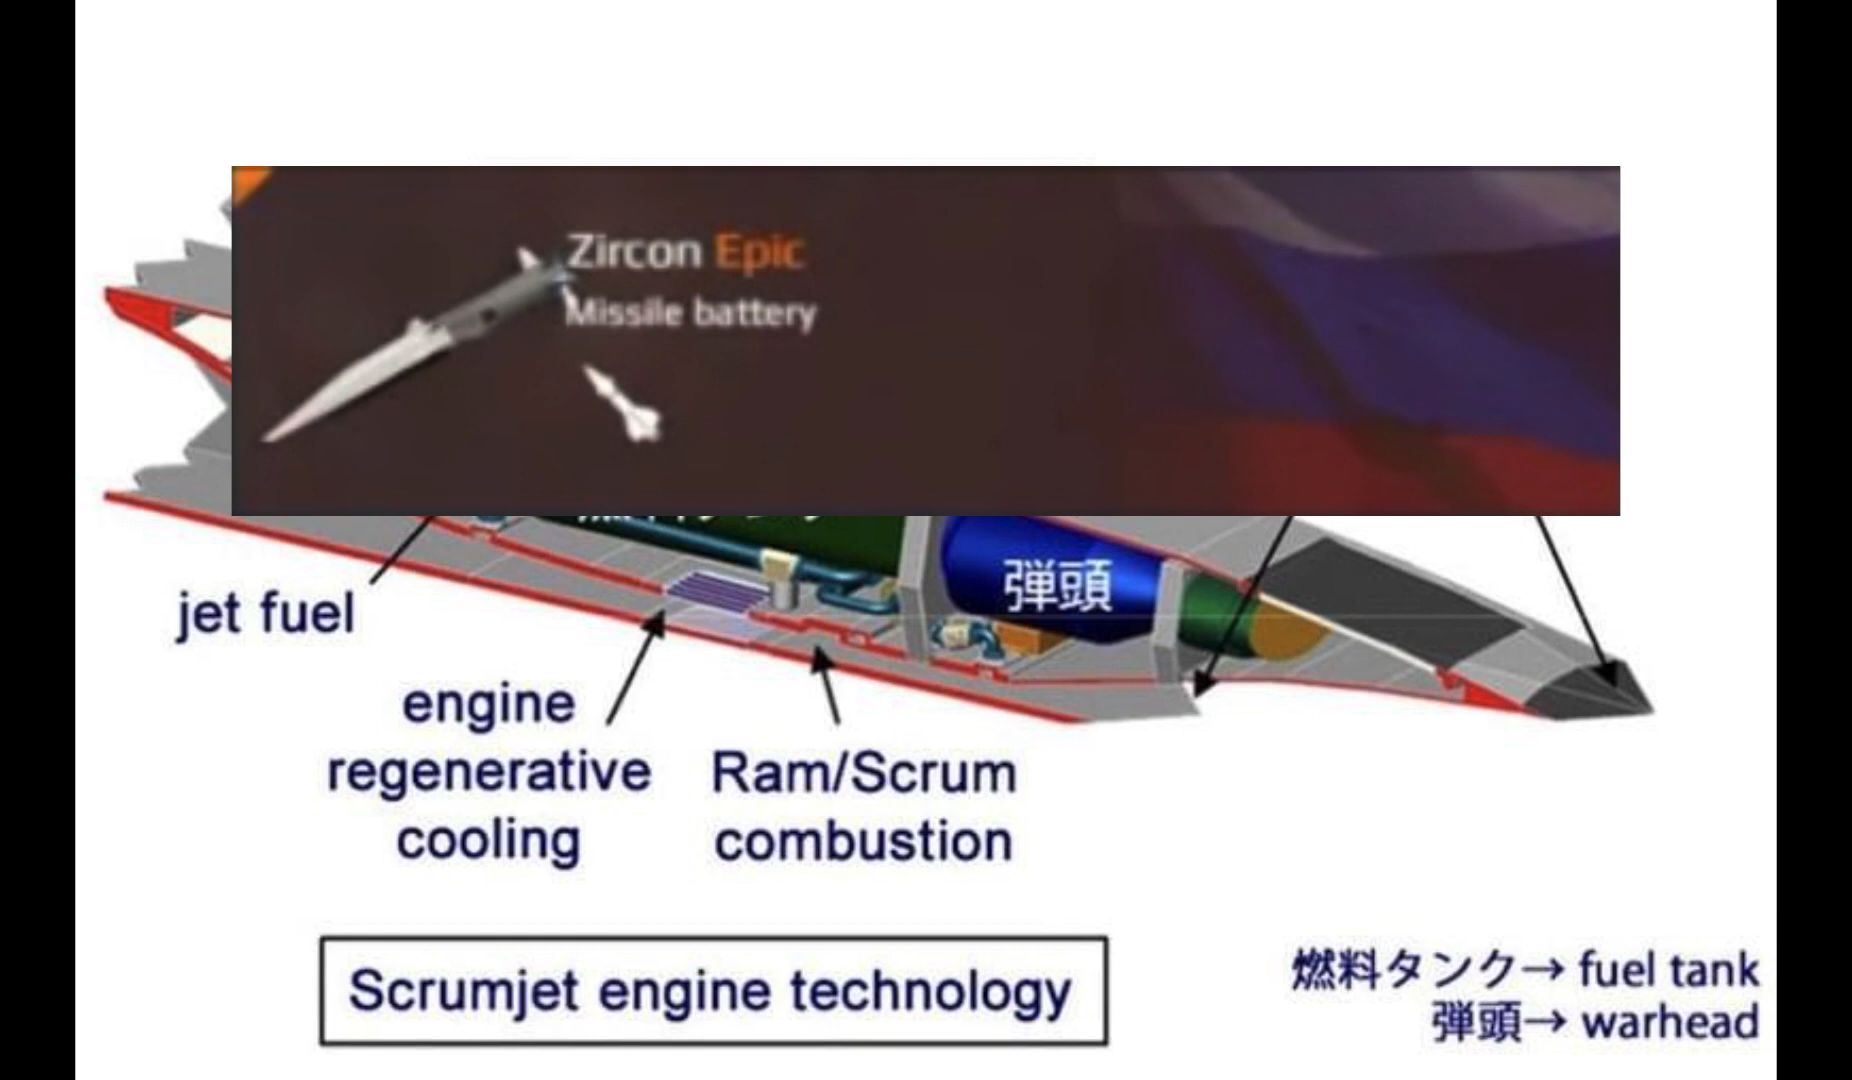 Zircon Epic
Missile battery
弾頭
jet fuel
engine
regenerative
cooling
Ram/Scrum
combustion
Scrumjet engine technology
燃料タンク→ fuel tank
弾頭→ warhead